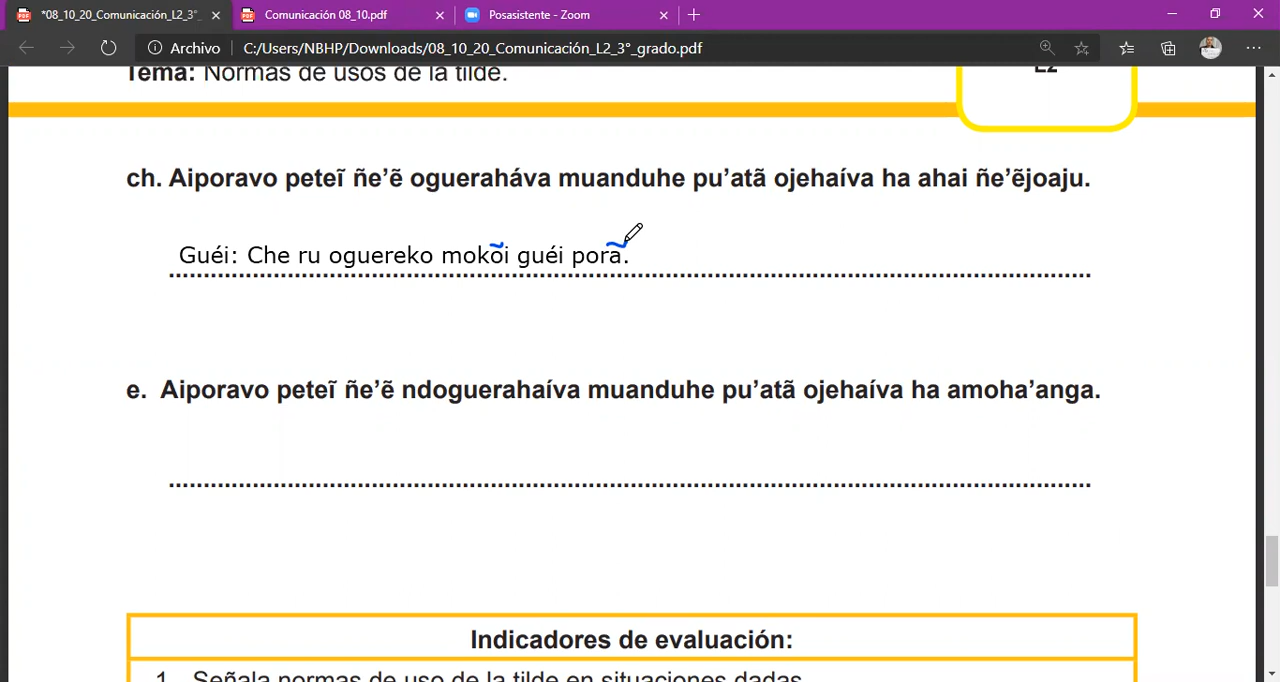 *08_10_20_Comunicación_L2_3°_ Comunicación 08_10.pdf Posasistente - Zoom
Archivo C:/Users/NBHP/Downloads/08_10_20_Comunicación_L2_3°_grado.pdf
Tema: Normas de usos de la tilde.
L2
ch. Aiporavo peteĩ ñe’ẽ ogueraháva muanduhe pu’atã ojehaíva ha ahai ñe’ẽjoaju.
Guéi: Che ru oguereko mokõi guéi porã.
e. Aiporavo peteĩ ñe’ẽ ndoguerahaíva muanduhe pu’atã ojehaíva ha amoha’anga.
Indicadores de evaluación:
1. Señala normas de uso de la tilde en situaciones dadas